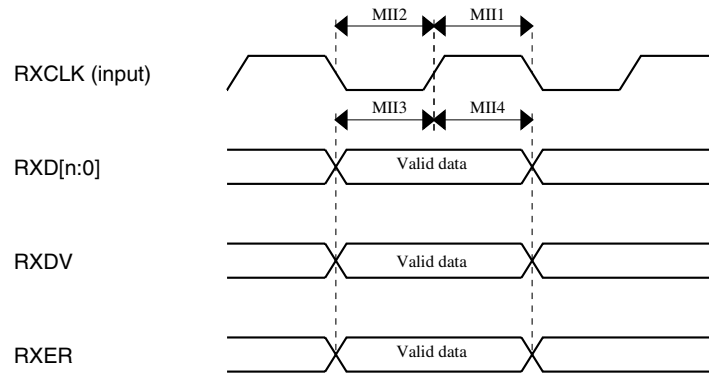 MII2 MII1
RXCLK (input)
MII3 MII4
RXD[n:0] Valid data
RXDV Valid data
RXER Valid data